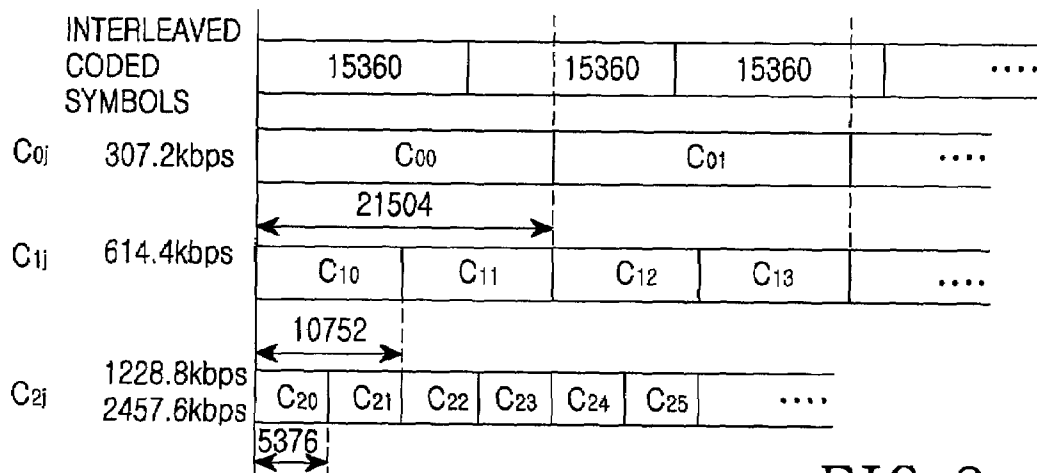 INTERLEAVED
CODED
SYMBOLS
15360 15360 15360 ····
C0j 307.2kbps C00 C01 ····
21504
C1j 614.4kbps C10 C11 C12 C13 ····
10752
C2j 1228.8kbps
2457.6kbps C20 C21 C22 C23 C24 C25 ····
5376